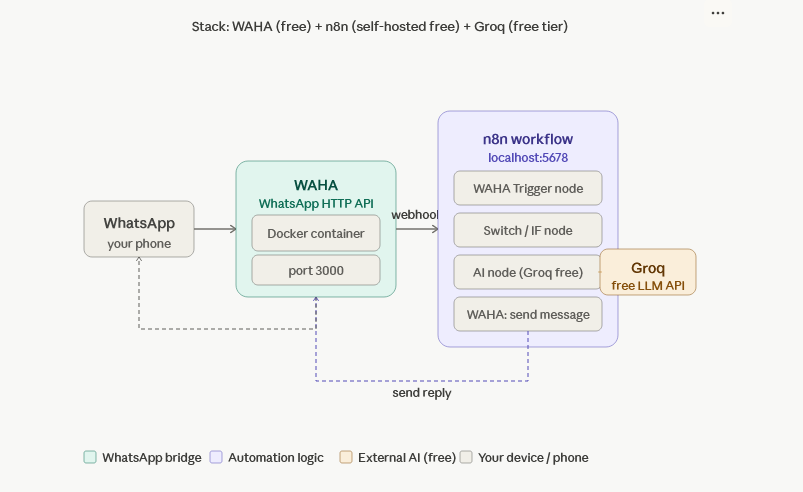 Stack: WAHA (free) + n8n (self-hosted free) + Groq (free tier)
n8n workflow
localhost:5678
WAHA
WhatsApp HTTP API
WAHA Trigger node
WhatsApp
your phone
Docker container
webhook
Switch / IF node
port 3000
AI node (Groq free)
Groq
free LLM API
WAHA: send message
send reply
WhatsApp bridge
Automation logic
External AI (free)
Your device / phone